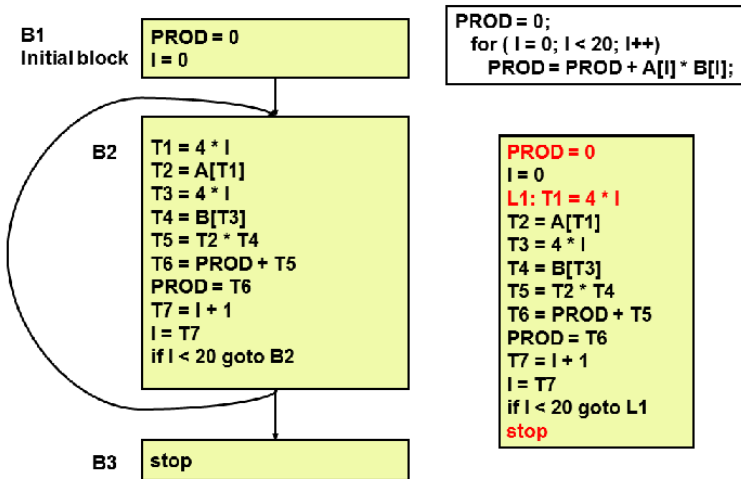 B1
Initial block
PROD = 0
I = 0
PROD = 0;
for ( I = 0; I < 20; I++)
PROD = PROD + A[I] * B[I];
B2
T1 = 4 * I
T2 = A[T1]
T3 = 4 * I
T4 = B[T3]
T5 = T2 * T4
T6 = PROD + T5
PROD = T6
T7 = I + 1
I = T7
if I < 20 goto B2
PROD = 0
I = 0
L1: T1 = 4 * I
T2 = A[T1]
T3 = 4 * I
T4 = B[T3]
T5 = T2 * T4
T6 = PROD + T5
PROD = T6
T7 = I + 1
I = T7
if I < 20 goto L1
stop
B3
stop